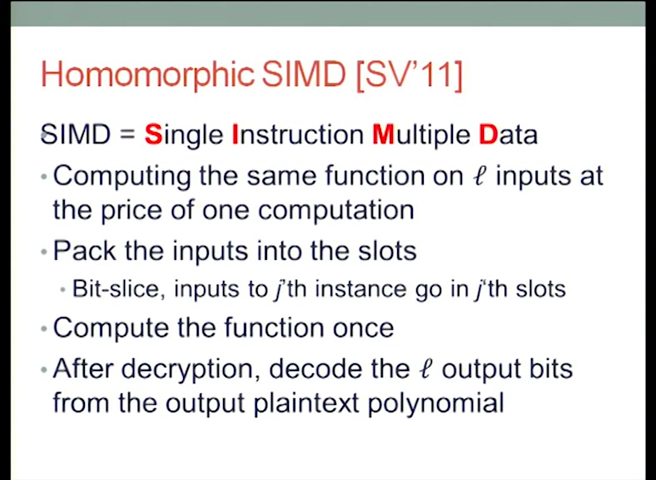 Homomorphic SIMD [SV’11]
SIMD = Single Instruction Multiple Data
• Computing the same function on ℓ inputs at
the price of one computation
• Pack the inputs into the slots
• Bit-slice, inputs to j’th instance go in j‘th slots
• Compute the function once
• After decryption, decode the ℓ output bits
from the output plaintext polynomial